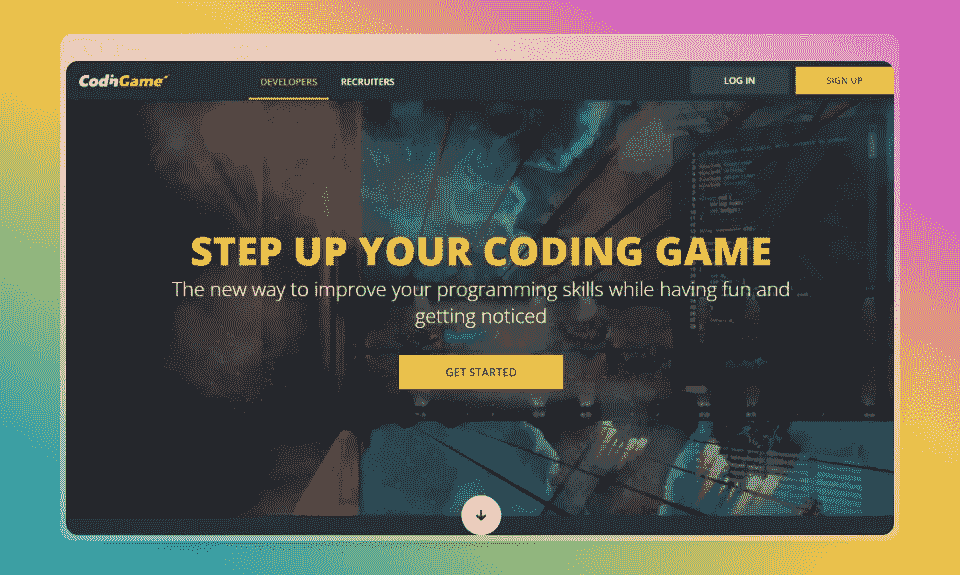 CodinGame
DEVELOPERS
RECRUITERS
LOG IN
SIGN UP
STEP UP YOUR CODING GAME
The new way to improve your programming skills while having fun and
getting noticed
GET STARTED